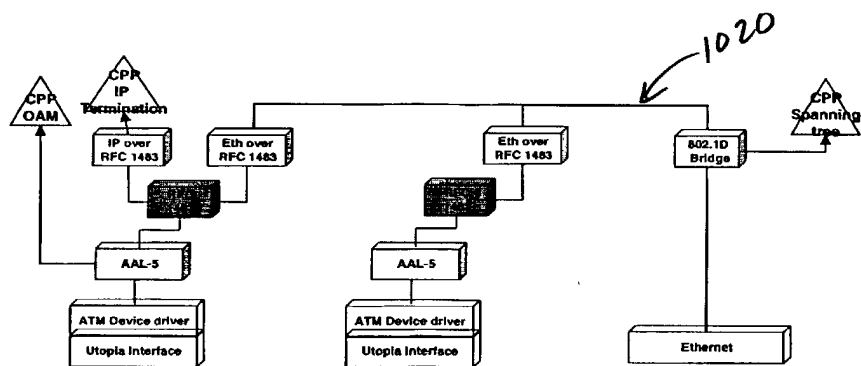 1020
CPP
OAM
CPP
IP
Termination
IP over
RFC 1483
Eth over
RFC 1483
Eth over
RFC 1483
802.1D
Bridge
CPP
Spanning
tree
AAL-5
AAL-5
ATM Device driver
Utopia Interface
ATM Device driver
Utopia Interface
Ethernet